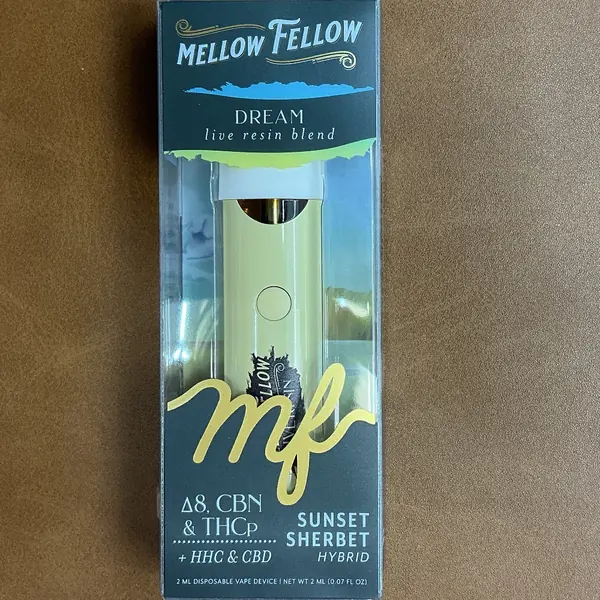 MELLOW FELLOW
DREAM
live resin blend
mf
Δ8, CBN
& THCP
+ HHC & CBD
SUNSET
SHERBET
HYBRID
2 ML DISPOSABLE VAPE DEVICE | NET WT 2 ML (0.07 FL OZ)